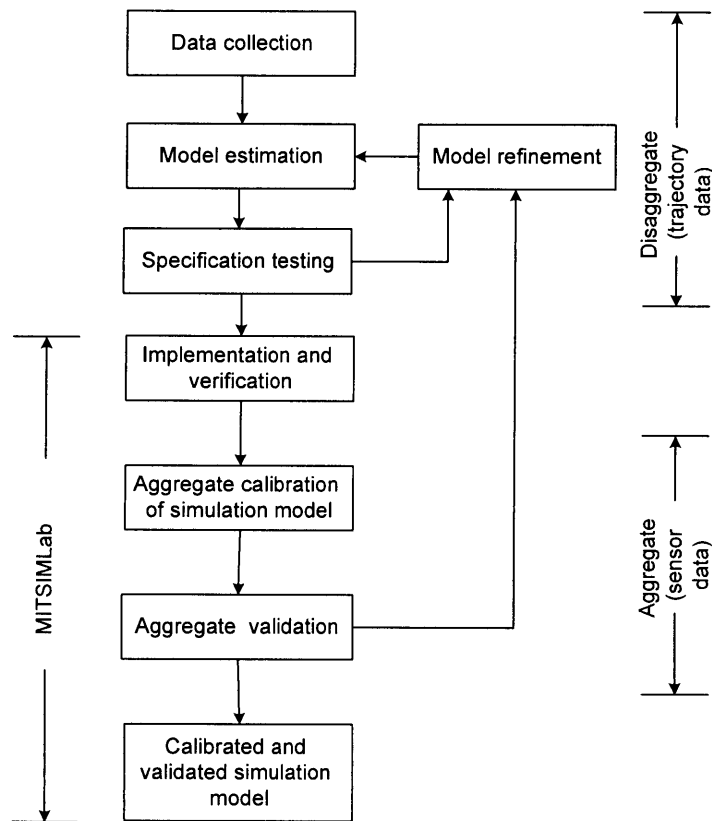 Data collection
Model estimation
Model refinement
Specification testing
Implementation and
verification
Aggregate calibration
of simulation model
Aggregate validation
Calibrated and
validated simulation
model
MITSIMLab
Disaggregate
(trajectory
data)
Aggregate
(sensor
data)